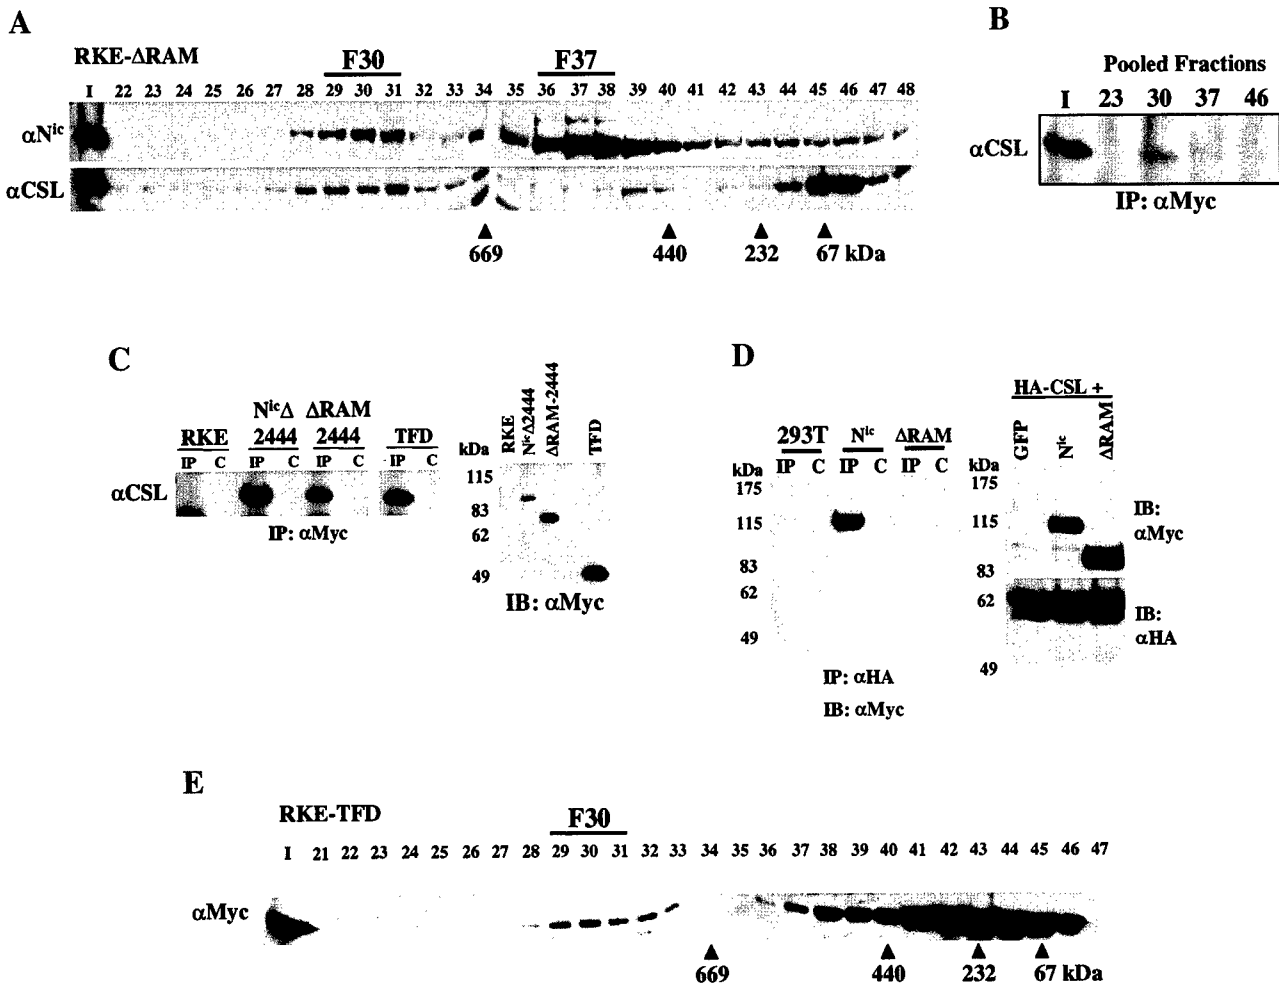 A
RKE-ΔRAM
F30 F37
I 22 23 24 25 26 27 28 29 30 31 32 33 34 35 36 37 38 39 40 41 42 43 44 45 46 47 48
αNic
αCSL
669 440 232 67 kDa
B
Pooled Fractions
I 23 30 37 46
αCSL
IP: αMyc
C
RKE NicΔ 2444 ΔRAM 2444 TFD
IP C IP C IP C IP C
αCSL
IP: αMyc
RKE NicΔ2444 ΔRAM-2444 TFD
kDa
115
83
62
49
IB: αMyc
D
293T Nic ΔRAM
IP C IP C IP C
kDa
175
115
83
62
49
IP: αHA
IB: αMyc
HA-CSL +
GFP Nic ΔRAM
kDa
175
115
83
62
49
IB:
αMyc
IB:
αHA
E
RKE-TFD
F30
I 21 22 23 24 25 26 27 28 29 30 31 32 33 34 35 36 37 38 39 40 41 42 43 44 45 46 47
αMyc
669 440 232 67 kDa